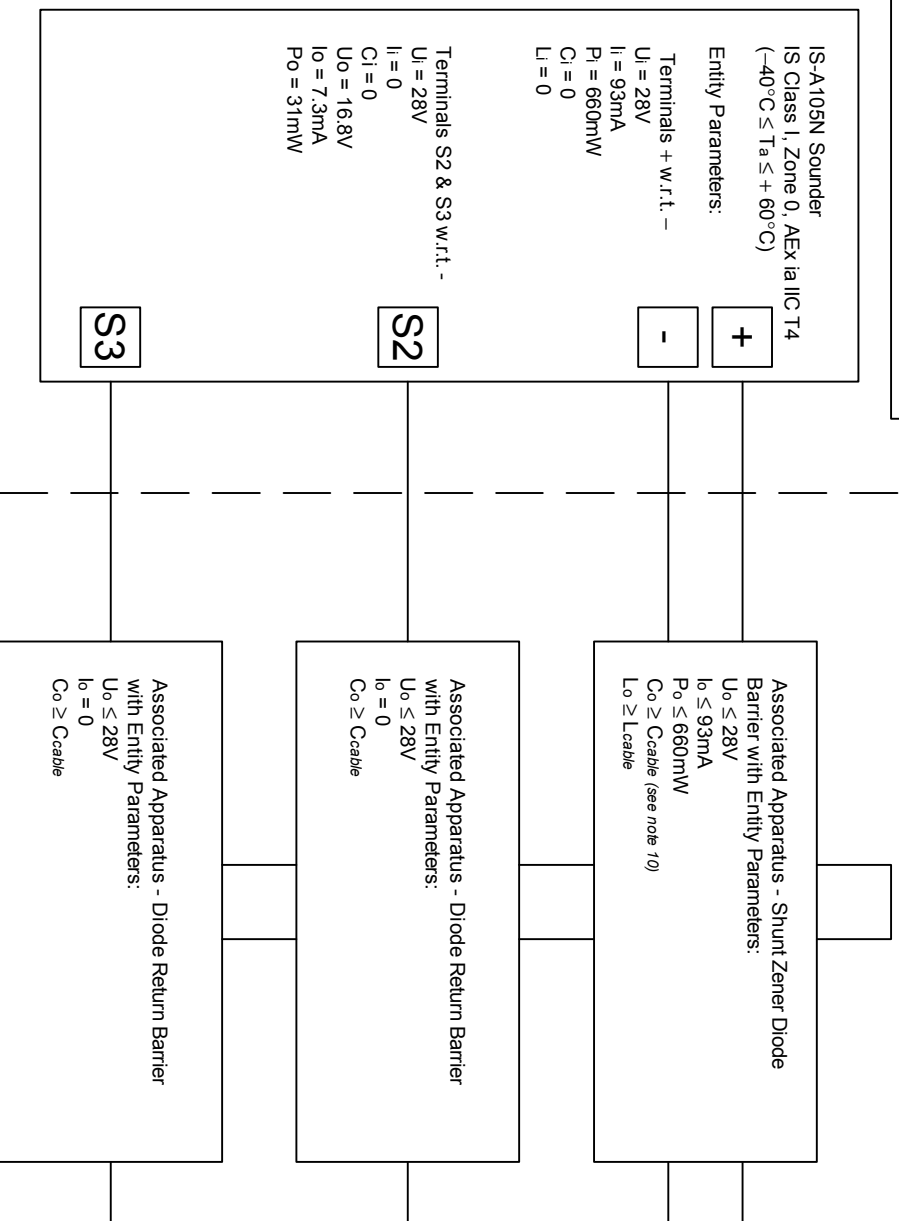 IS-A105N Sounder
IS Class I, Zone 0, AEx ia IIC T4
(–40°C ≤ Ta ≤ + 60°C)
Entity Parameters:
Terminals + w.r.t. –
Ui = 28V
Ii = 93mA
Pi = 660mW
Ci = 0
Li = 0
Terminals S2 & S3 w.r.t. -
Ui = 28V
Ii = 0
Ci = 0
Uo = 16.8V
Io = 7.3mA
Po = 31mW
+
-
S2
S3
Associated Apparatus - Shunt Zener Diode
Barrier with Entity Parameters:
Uo ≤ 28V
Io ≤ 93mA
Po ≤ 660mW
Co ≥ Ccable (see note 10)
Lo ≥ Lcable
Associated Apparatus - Diode Return Barrier
with Entity Parameters:
Uo ≤ 28V
Io = 0
Co ≥ Ccable
Associated Apparatus - Diode Return Barrier
with Entity Parameters:
Uo ≤ 28V
Io = 0
Co ≥ Ccable